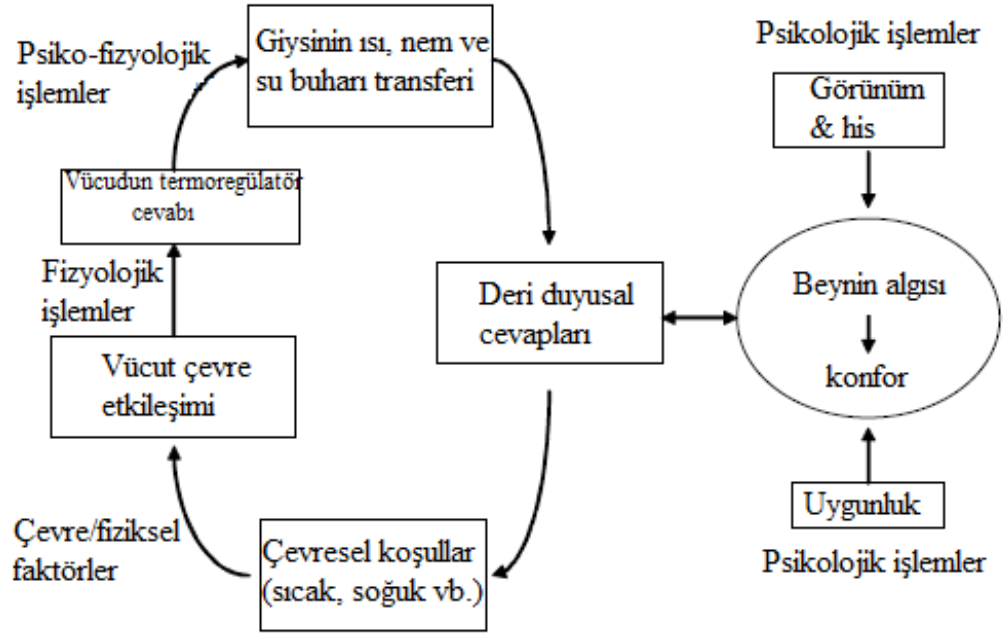 Psiko-fizyolojik
işlemler
Giysinin ısı, nem ve
su buharı transferi
Psikolojik işlemler
Görünüm
& his
Vücudun termoregülatör
cevabı
Fizyolojik
işlemler
Deri duyusal
cevapları
Beynin algısı
konfor
Vücut çevre
etkileşimi
Uygunluk
Psikolojik işlemler
Çevre/fiziksel
faktörler
Çevresel koşullar
(sıcak, soğuk vb.)